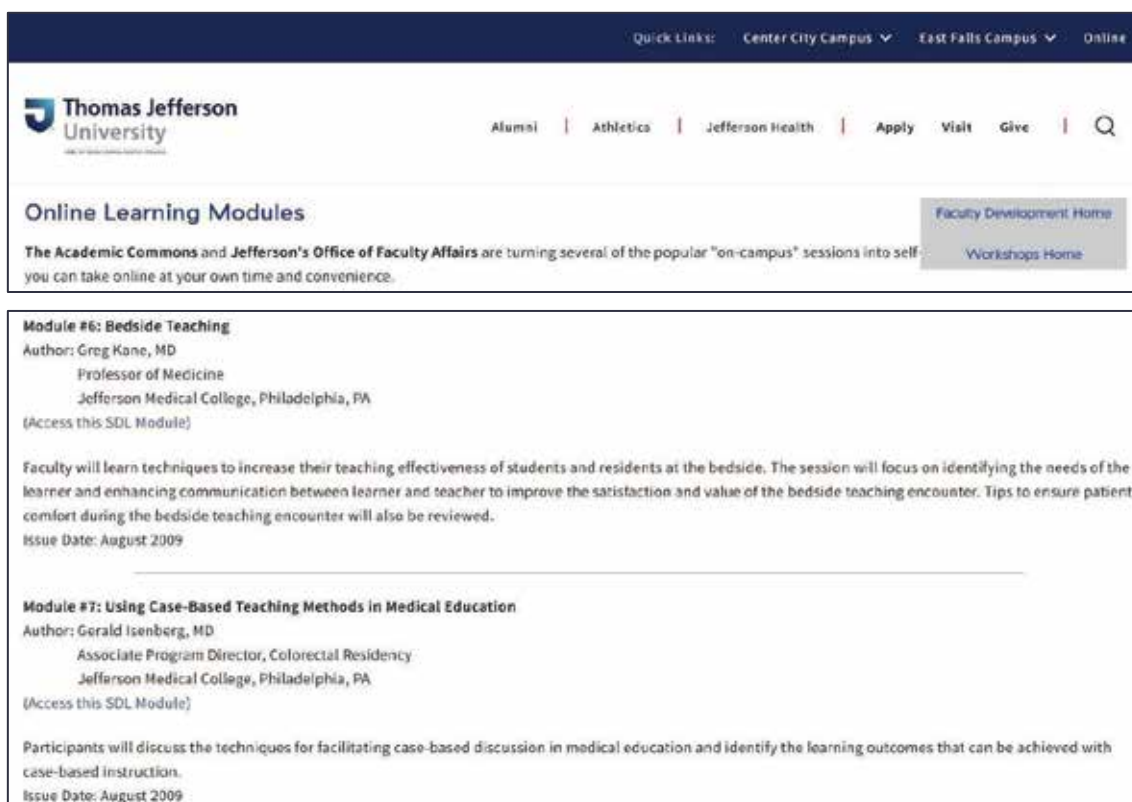 Quick Links: Center City Campus East Falls Campus Online
Thomas Jefferson
University
Alumni | Athletics | Jefferson Health | Apply Visit Give |
Online Learning Modules
Faculty Development Home
The Academic Commons and Jefferson's Office of Faculty Affairs are turning several of the popular "on-campus" sessions into self-
Workshops Home
you can take online at your own time and convenience.
Module #6: Bedside Teaching
Author: Greg Kane, MD
Professor of Medicine
Jefferson Medical College, Philadelphia, PA
(Access this SDL Module)
Faculty will learn techniques to increase their teaching effectiveness of students and residents at the bedside. The session will focus on identifying the needs of the
learner and enhancing communication between learner and teacher to improve the satisfaction and value of the bedside teaching encounter. Tips to ensure patient
comfort during the bedside teaching encounter will also be reviewed.
Issue Date: August 2009
Module #7: Using Case-Based Teaching Methods in Medical Education
Author: Gerald Isenberg, MD
Associate Program Director, Colorectal Residency
Jefferson Medical College, Philadelphia, PA
(Access this SDL Module)
Participants will discuss the techniques for facilitating case-based discussion in medical education and identify the learning outcomes that can be achieved with
case-based instruction.
Issue Date: August 2009